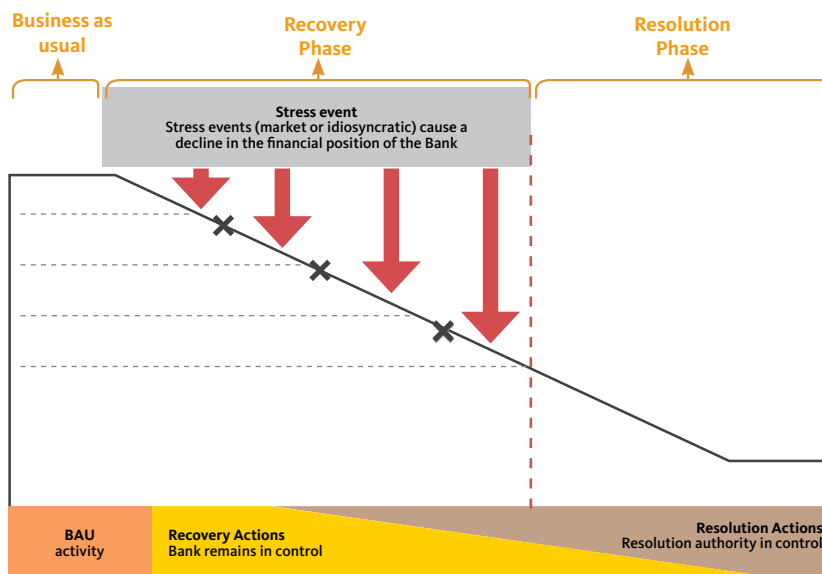 Business as
usual
Recovery
Phase
Resolution
Phase
Stress event
Stress events (market or idiosyncratic) cause a
decline in the financial position of the Bank
BAU
activity
Recovery Actions
Bank remains in control
Resolution Actions
Resolution authority in control